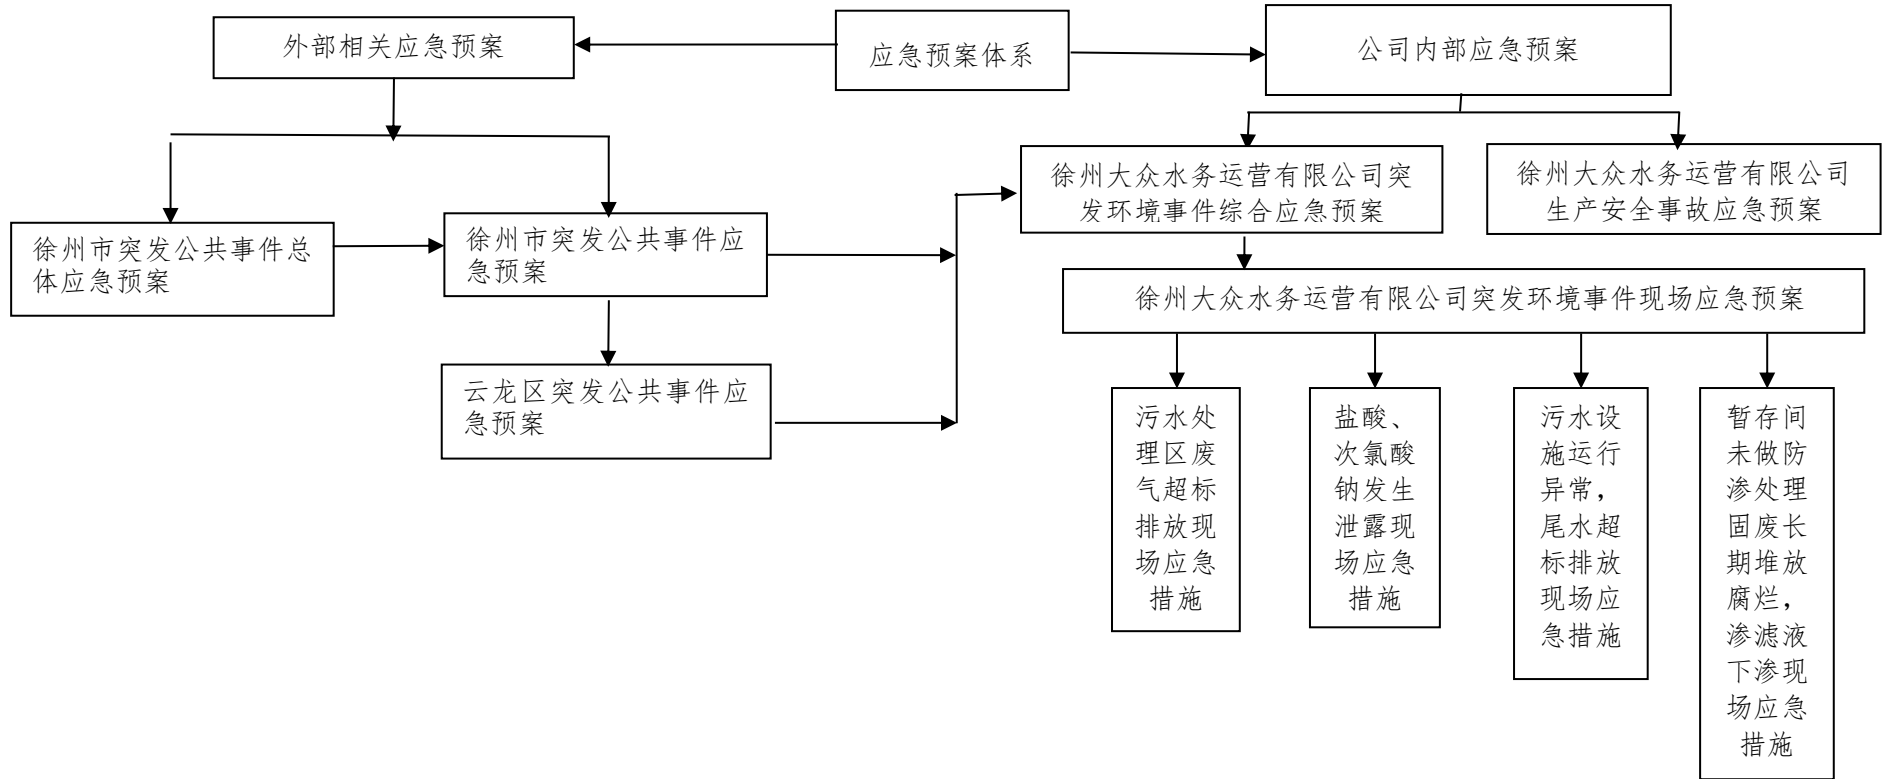 外部相关应急预案
应急预案体系
公司内部应急预案
徐州市突发公共事件总
体应急预案
徐州市突发公共事件应
急预案
云龙区突发公共事件应
急预案
徐州大众水务运营有限公司突
发环境事件综合应急预案
徐州大众水务运营有限公司
生产安全事故应急预案
徐州大众水务运营有限公司突发环境事件现场应急预案
污水处
理区废
气超标
排放现
场应急
措施
盐酸、
次氯酸
钠发生
泄露现
场应急
措施
污水设
施运行
异常，
尾水超
标排放
现场应
急措施
暂存间
未做防
渗处理
固废长
期堆放
腐烂，
渗滤液
下渗现
场应急
措施